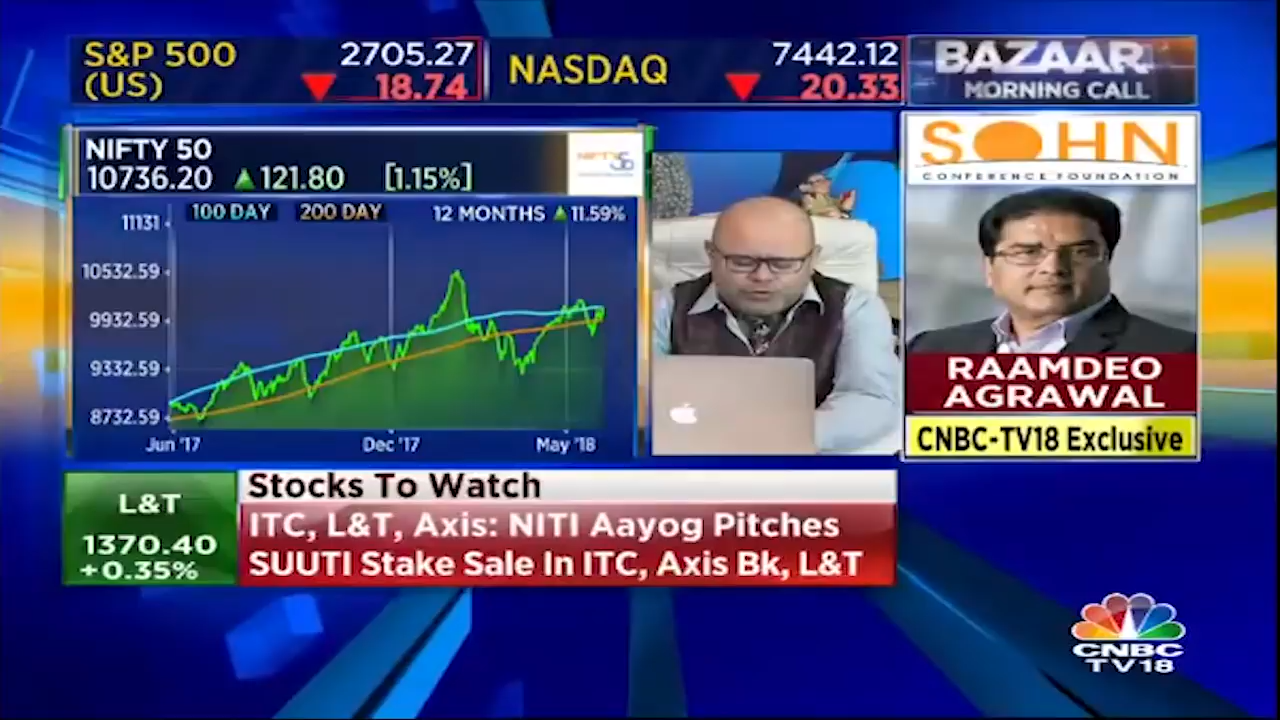 S&P 500
(US)
2705.27
18.74
NASDAQ
7442.12
20.33
BAZAAR
MORNING CALL
NIFTY 50
10736.20 121.80 [1.15%]
100 DAY 200 DAY 12 MONTHS 11.59%
11131
10532.59
9932.59
9332.59
8732.59
Jun '17 Dec '17 May '18
SOHN
CONFERENCE FOUNDATION
RAAMDEO
AGRAWAL
CNBC-TV18 Exclusive
L&T
1370.40
+0.35%
Stocks To Watch
ITC, L&T, Axis: NITI Aayog Pitches
SUUTI Stake Sale In ITC, Axis Bk, L&T
CNBC
TV18